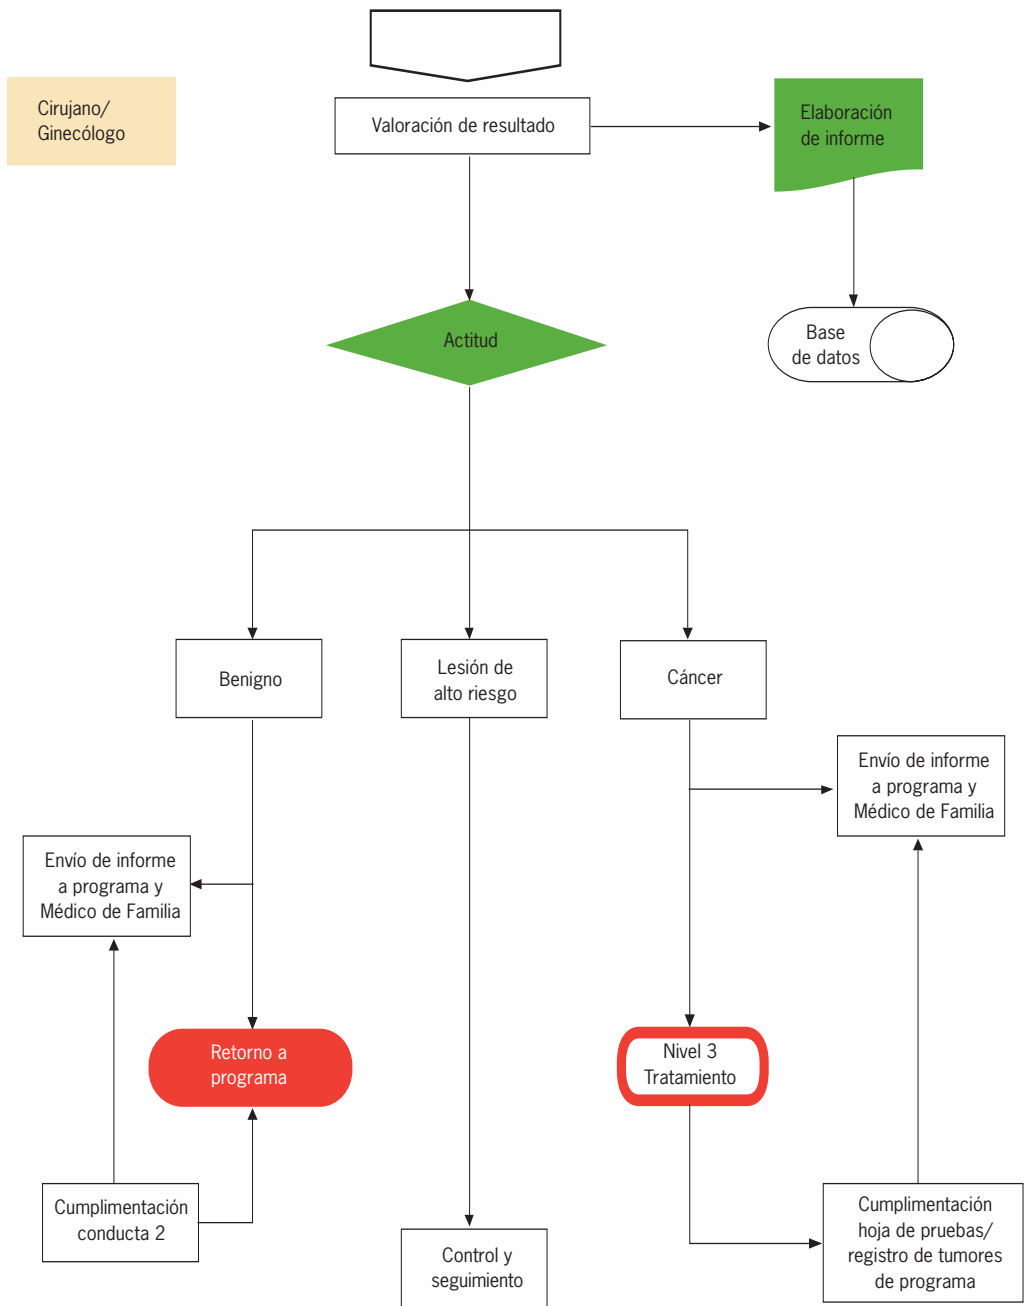 Cirujano/
Ginecólogo
Valoración de resultado
Elaboración
de informe
Base
de datos
Actitud
Benigno
Lesión de
alto riesgo
Cáncer
Envío de informe
a programa y
Médico de Familia
Envío de informe
a programa y
Médico de Familia
Retorno a
programa
Nivel 3
Tratamiento
Cumplimentación
conducta 2
Control y
seguimiento
Cumplimentación
hoja de pruebas/
registro de tumores
de programa